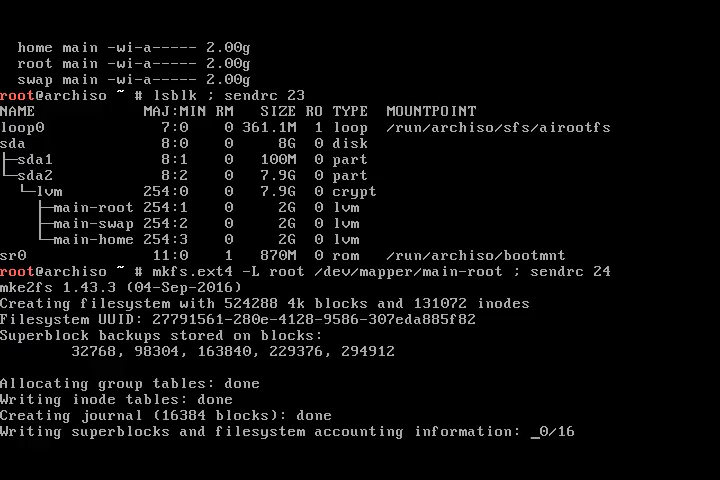 home main -wi-a----- 2.00g
  root main -wi-a----- 2.00g
  swap main -wi-a----- 2.00g
root@archiso ~ # lsblk ; sendrc 23
NAME            MAJ:MIN RM   SIZE RO TYPE  MOUNTPOINT
loop0             7:0    0 361.1M  1 loop  /run/archiso/sfs/airootfs
sda               8:0    0     8G  0 disk
├─sda1            8:1    0   100M  0 part
└─sda2            8:2    0   7.9G  0 part
  └─lvm         254:0    0   7.9G  0 crypt
    ├─main-root 254:1    0     2G  0 lvm
    ├─main-swap 254:2    0     2G  0 lvm
    └─main-home 254:3    0     2G  0 lvm
sr0              11:0    1   870M  0 rom   /run/archiso/bootmnt
root@archiso ~ # mkfs.ext4 -L root /dev/mapper/main-root ; sendrc 24
mke2fs 1.43.3 (04-Sep-2016)
Creating filesystem with 524288 4k blocks and 131072 inodes
Filesystem UUID: 27791561-280e-4128-9586-307eda885f82
Superblock backups stored on blocks:
        32768, 98304, 163840, 229376, 294912
Allocating group tables: done
Writing inode tables: done
Creating journal (16384 blocks): done
Writing superblocks and filesystem accounting information: _0/16